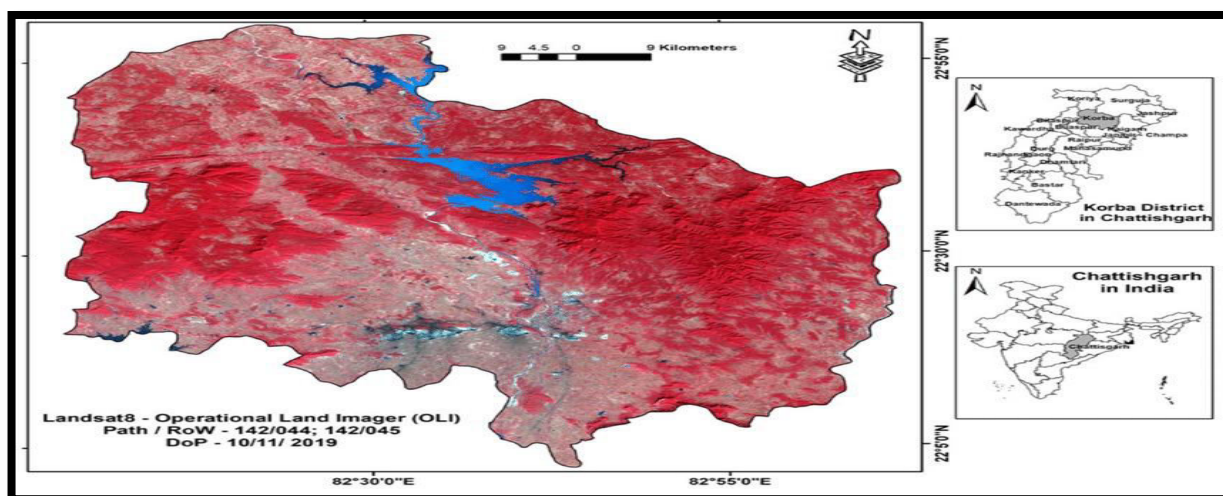 N
9 4.5 0 9 Kilometers
22°55'0"N
22°30'0"N
22°5'0"N
82°30'0"E
82°55'0"E
Landsat8 - Operational Land Imager (OLI)
Path / RoW - 142/044; 142/045
DoP - 10/11/ 2019
N
Koriya
Surguja
Jashpur
Korba
Bilaspur
Kawardha
Raigarh
Janjgir - Champa
Raipur
Durg
Mahasamund
Rajnandgaon
Dhamtari
Kanker
Bastar
Dantewada
Korba District
in Chattishgarh
N
Chattishgarh
in India
Chattisgarh